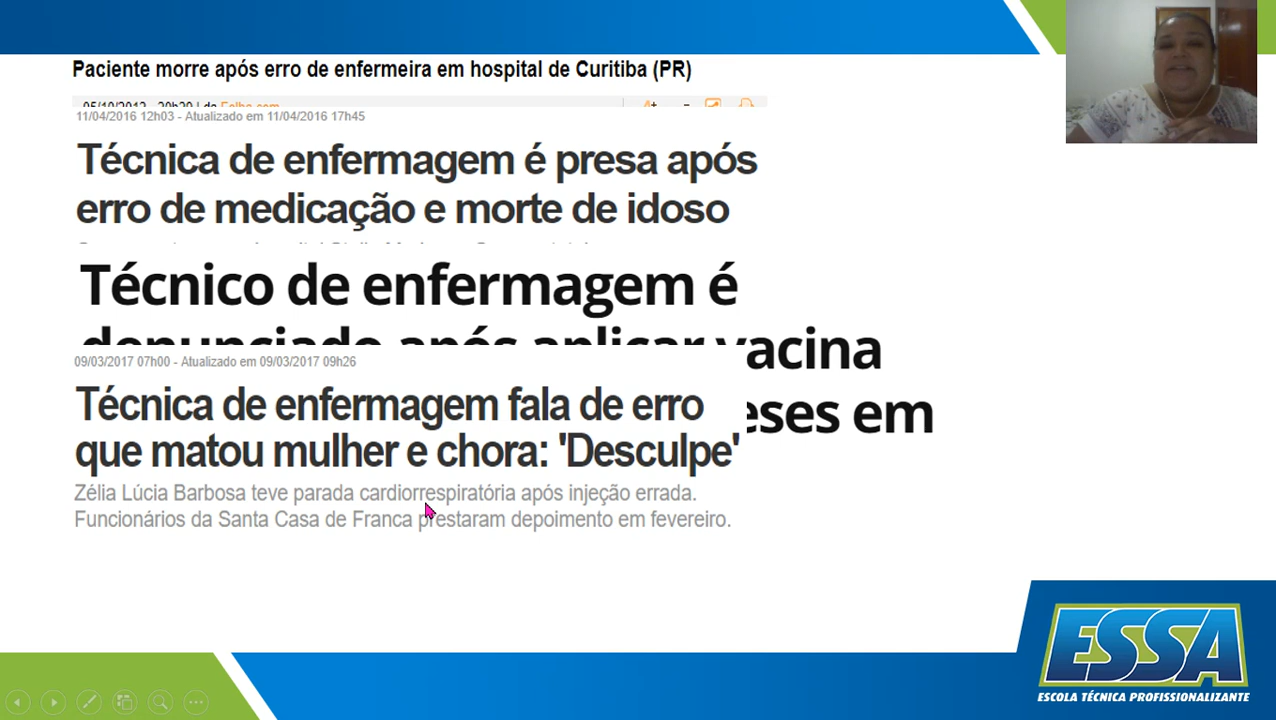 Paciente morre após erro de enfermeira em hospital de Curitiba (PR)
11/04/2016 12h03 - Atualizado em 11/04/2016 17h45
Técnica de enfermagem é presa após
erro de medicação e morte de idoso
Técnico de enfermagem é
denunciado após aplicar vacina
eses em
09/03/2017 07h00 - Atualizado em 09/03/2017 09h26
Técnica de enfermagem fala de erro
que matou mulher e chora: 'Desculpe'
Zélia Lúcia Barbosa teve parada cardiorrespiratória após injeção errada.
Funcionários da Santa Casa de Franca prestaram depoimento em fevereiro.
ESSA
ESCOLA TÉCNICA PROFISSIONALIZANTE